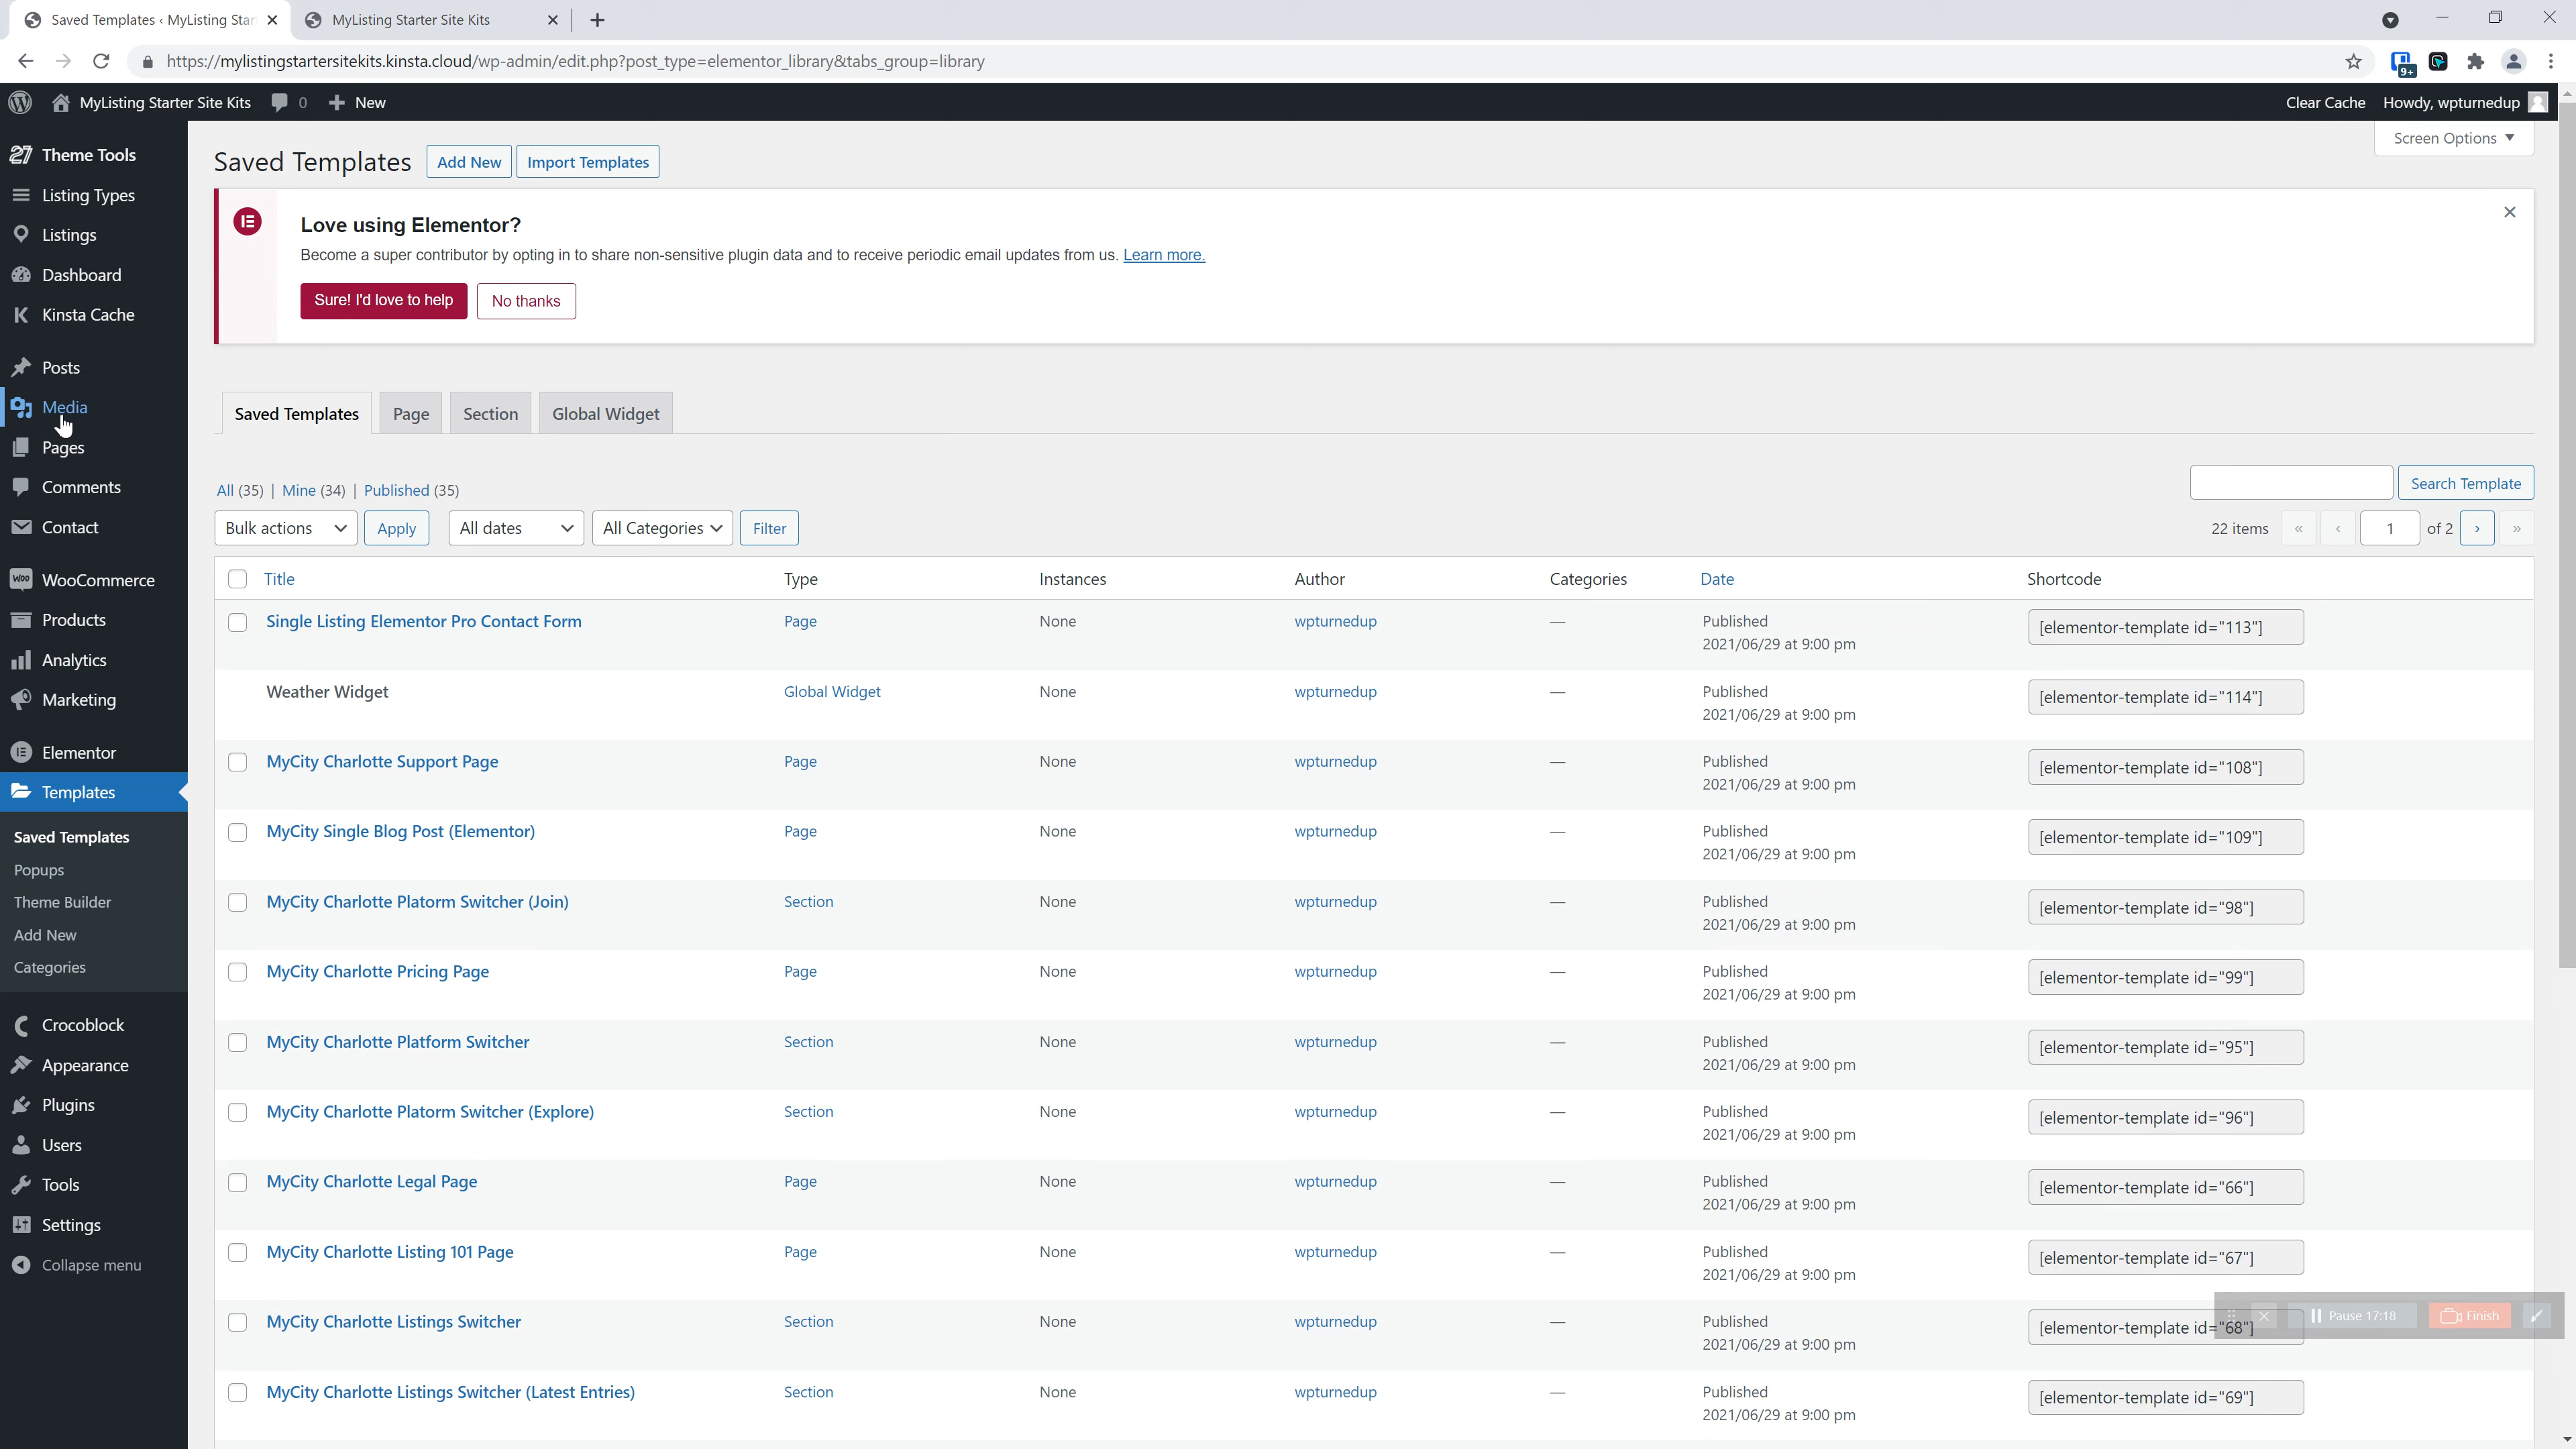 Saved Templates ‹ MyListing Star
MyListing Starter Site Kits
https://mylistingstartersitekits.kinsta.cloud/wp-admin/edit.php?post_type=elementor_library&tabs_group=library
9+
MyListing Starter Site Kits 0 New
Clear Cache Howdy, wpturnedup
27 Theme Tools
Listing Types
Listings
Dashboard
Kinsta Cache
Posts
Media
Pages
Comments
Contact
WooCommerce
Products
Analytics
Marketing
Elementor
Templates
Saved Templates
Popups
Theme Builder
Add New
Categories
Crocoblock
Appearance
Plugins
Users
Tools
Settings
Collapse menu
Screen Options
Saved Templates Add New Import Templates
Love using Elementor?
Become a super contributor by opting in to share non-sensitive plugin data and to receive periodic email updates from us. Learn more.
Sure! I'd love to help No thanks
Saved Templates Page Section Global Widget
All (35) | Mine (34) | Published (35)
Search Template
Bulk actions Apply All dates All Categories Filter
22 items « ‹ 1 of 2 › »
Title Type Instances Author Categories Date Shortcode
Single Listing Elementor Pro Contact Form Page None wpturnedup — Published [elementor-template id="113"]
2021/06/29 at 9:00 pm
Weather Widget Global Widget None wpturnedup — Published [elementor-template id="114"]
2021/06/29 at 9:00 pm
MyCity Charlotte Support Page Page None wpturnedup — Published [elementor-template id="108"]
2021/06/29 at 9:00 pm
MyCity Single Blog Post (Elementor) Page None wpturnedup — Published [elementor-template id="109"]
2021/06/29 at 9:00 pm
MyCity Charlotte Platorm Switcher (Join) Section None wpturnedup — Published [elementor-template id="98"]
2021/06/29 at 9:00 pm
MyCity Charlotte Pricing Page Page None wpturnedup — Published [elementor-template id="99"]
2021/06/29 at 9:00 pm
MyCity Charlotte Platform Switcher Section None wpturnedup — Published [elementor-template id="95"]
2021/06/29 at 9:00 pm
MyCity Charlotte Platorm Switcher (Explore) Section None wpturnedup — Published [elementor-template id="96"]
2021/06/29 at 9:00 pm
MyCity Charlotte Legal Page Page None wpturnedup — Published [elementor-template id="66"]
2021/06/29 at 9:00 pm
MyCity Charlotte Listing 101 Page Page None wpturnedup — Published [elementor-template id="67"]
2021/06/29 at 9:00 pm
MyCity Charlotte Listings Switcher Section None wpturnedup — Published [elementor-template id="68"]
2021/06/29 at 9:00 pm
Pause 17:18 Finish
MyCity Charlotte Listings Switcher (Latest Entries) Section None wpturnedup — Published [elementor-template id="69"]
2021/06/29 at 9:00 pm